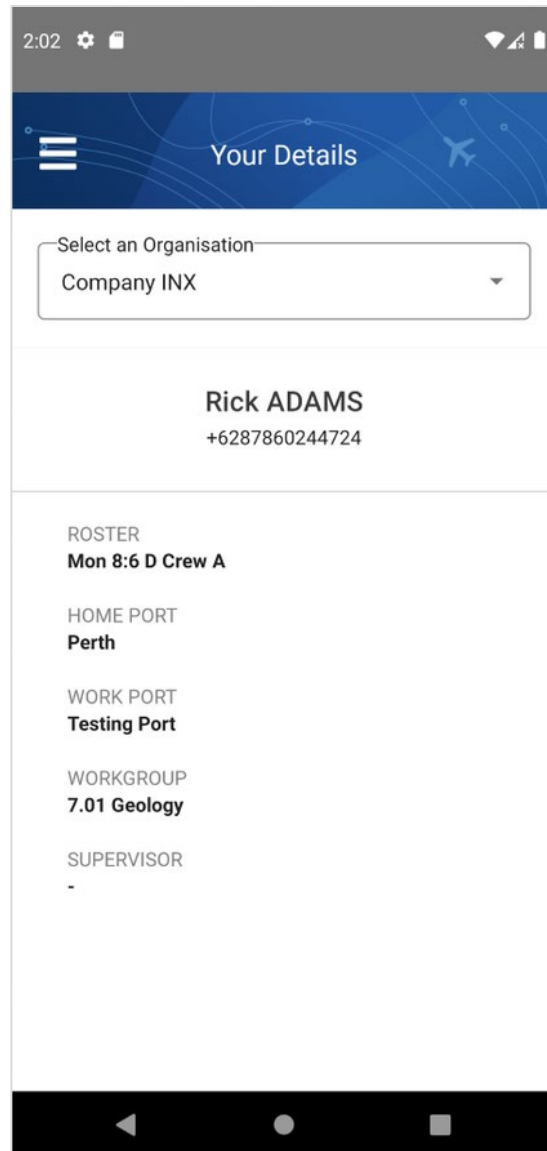 2:02
Your Details
Select an Organisation
Company INX
Rick ADAMS
+6287860244724
ROSTER
Mon 8:6 D Crew A
HOME PORT
Perth
WORK PORT
Testing Port
WORKGROUP
7.01 Geology
SUPERVISOR
-